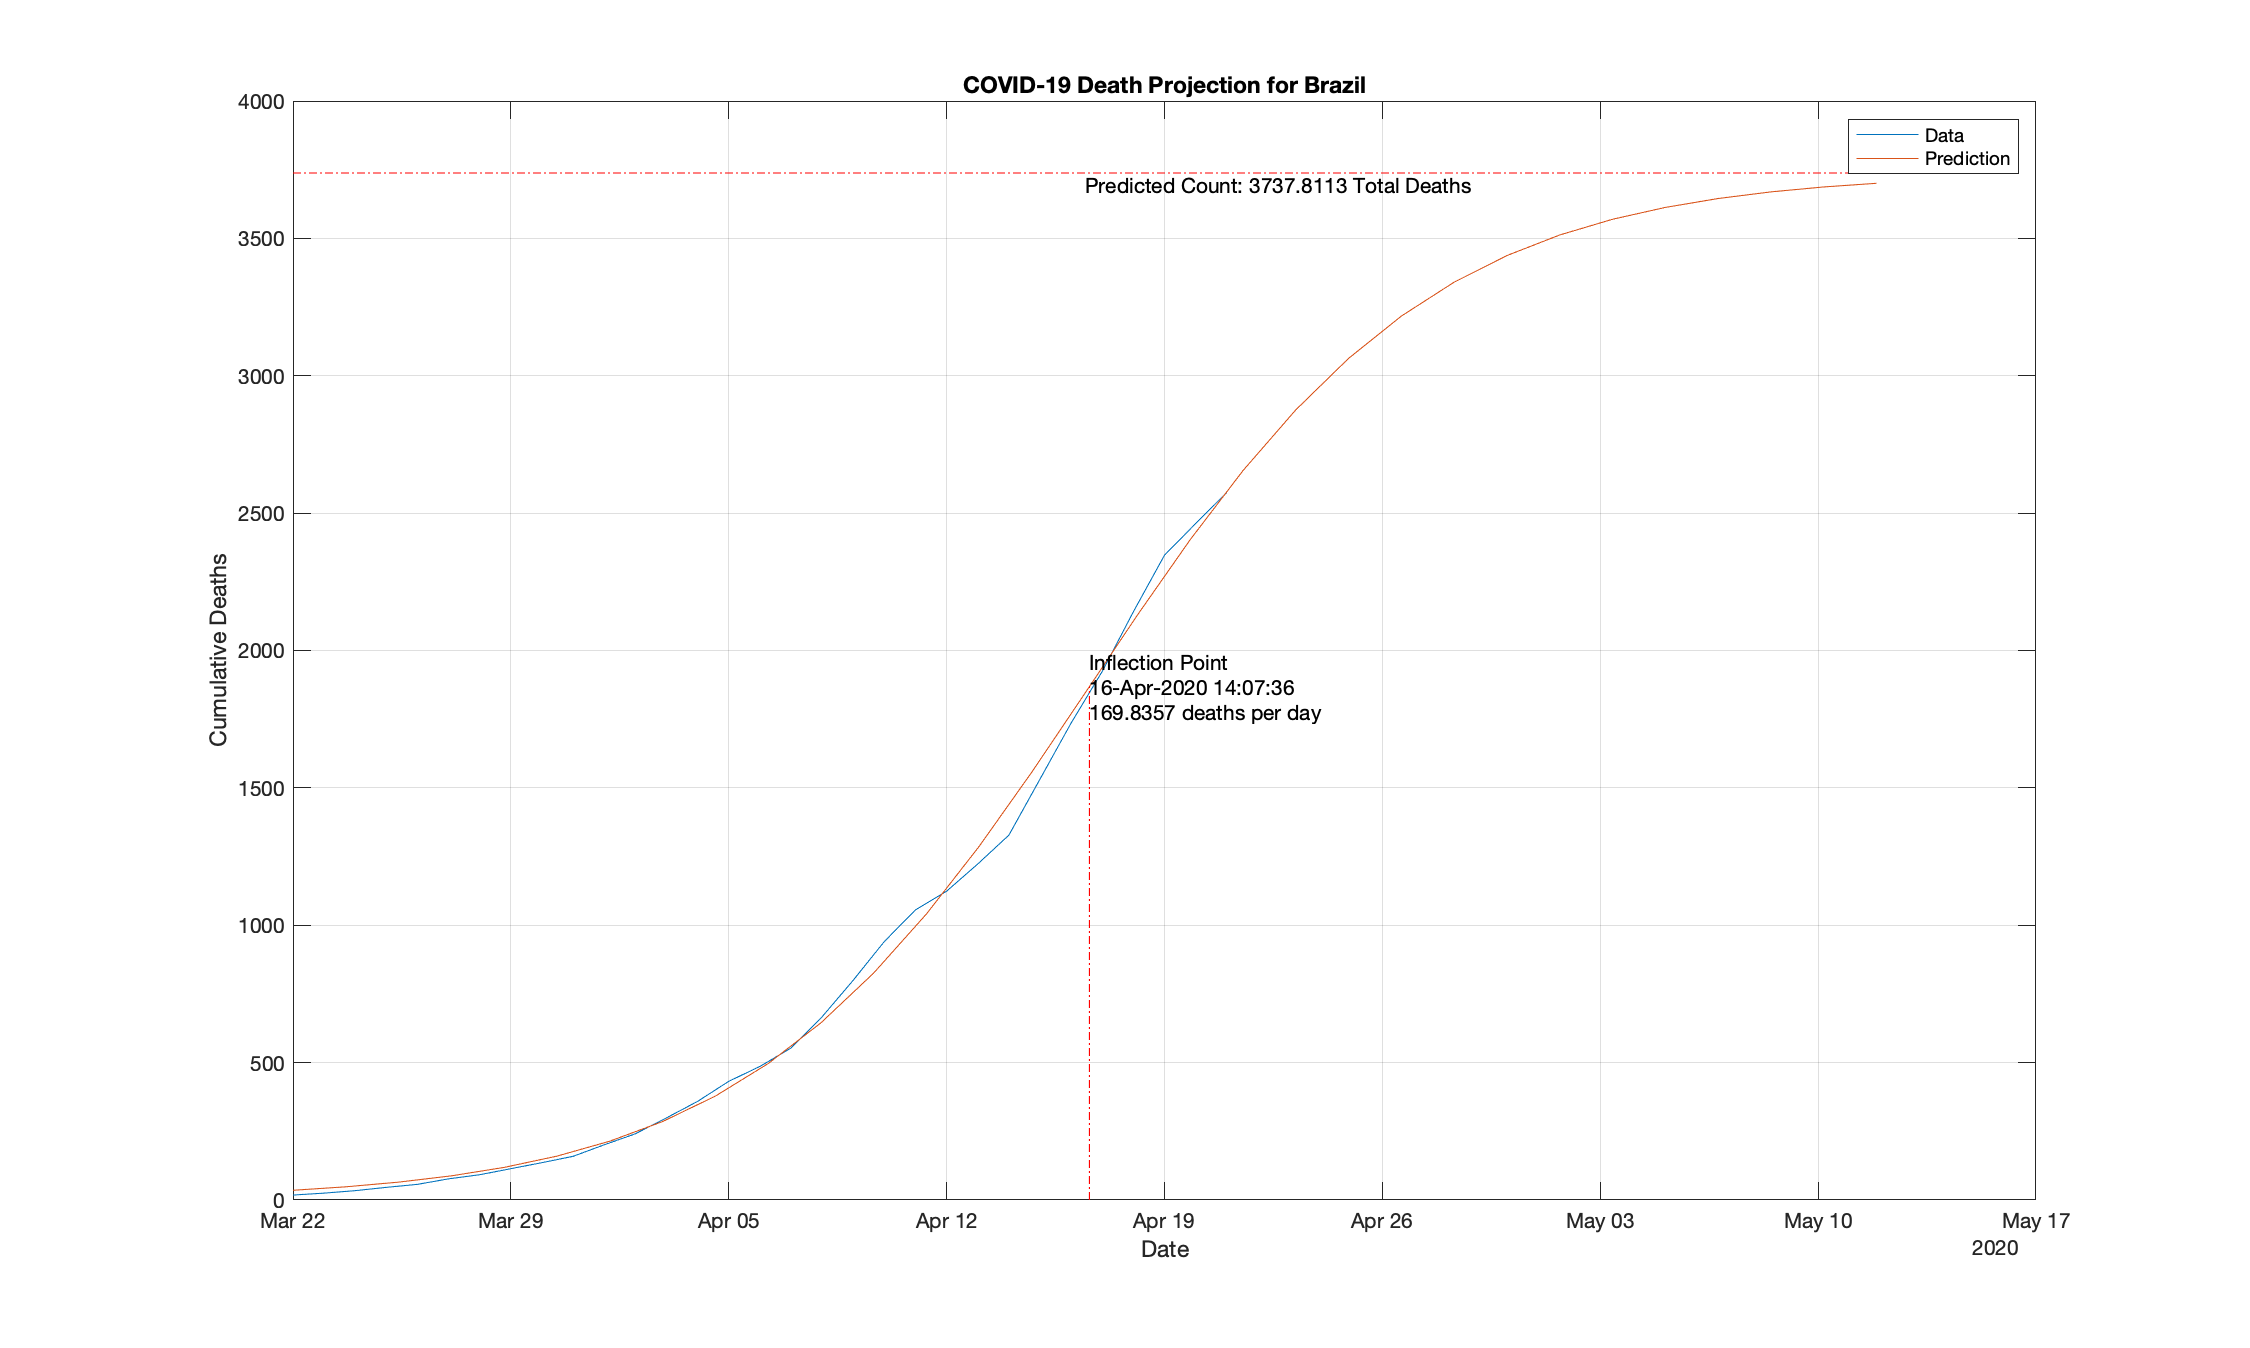 COVID-19 Death Projection for Brazil
4000
3500
3000
2500
2000
1500
1000
500
0
Cumulative Deaths
Data
Prediction
Predicted Count: 3737.8113 Total Deaths
Inflection Point
16-Apr-2020 14:07:36
169.8357 deaths per day
Mar 22 Mar 29 Apr 05 Apr 12 Apr 19 Apr 26 May 03 May 10 May 17
Date
2020